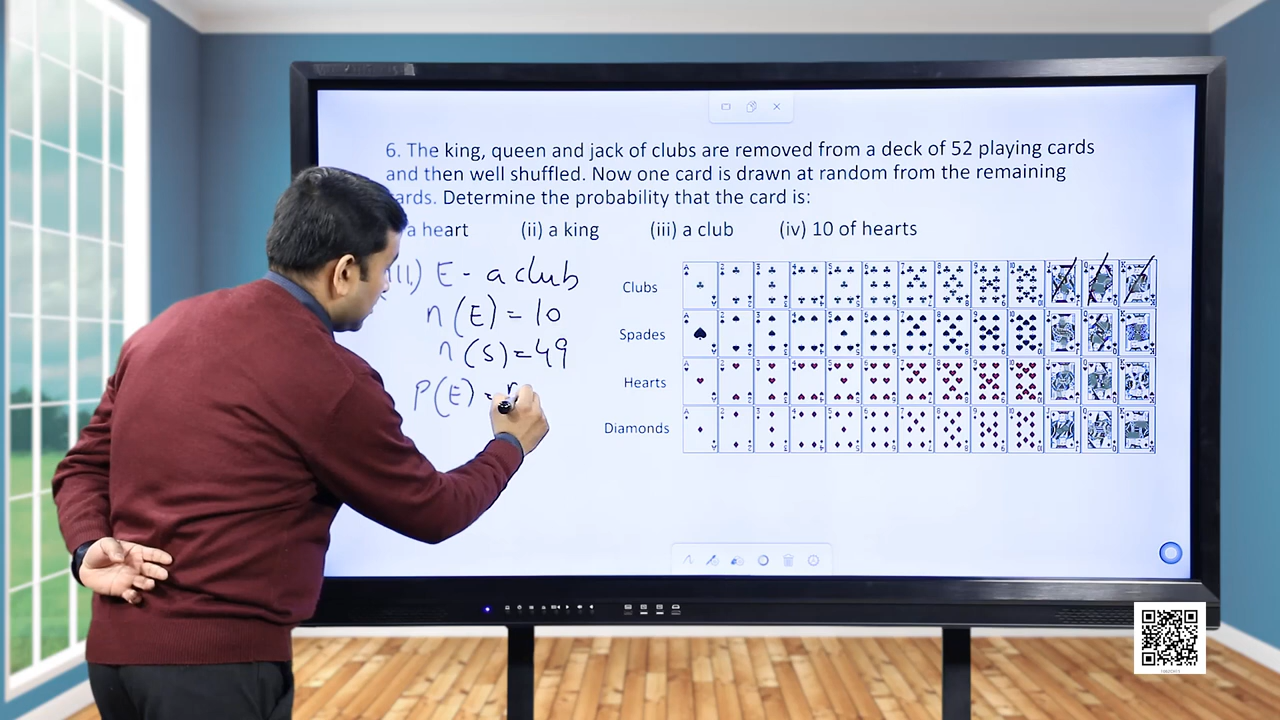 6. The king, queen and jack of clubs are removed from a deck of 52 playing cards
and then well shuffled. Now one card is drawn at random from the remaining
cards. Determine the probability that the card is:
a heart (ii) a king (iii) a club (iv) 10 of hearts
(iii) E - a club
n(E) = 10
n(S) = 49
P(E) = n
Clubs
Spades
Hearts
Diamonds